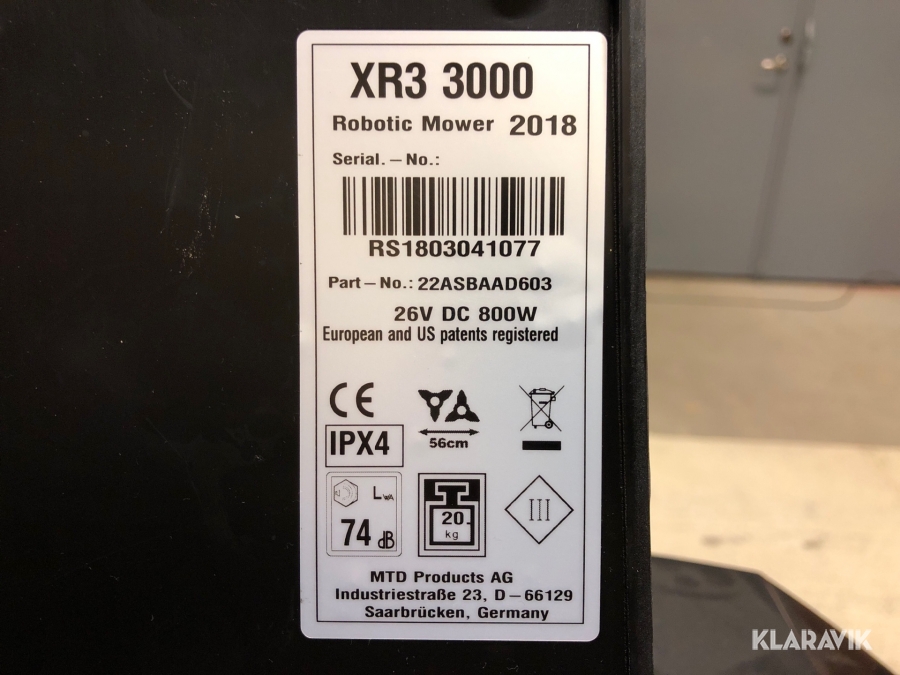 XR3 3000
Robotic Mower 2018
Serial. – No.:
RS1803041077
Part – No.: 22ASBAAD603
26V DC 800W
European and US patents registered
CE
56cm
IPX4
LWA
74 dB
20
kg
III
MTD Products AG
Industriestraße 23, D – 66129
Saarbrücken, Germany
KLARAVIK